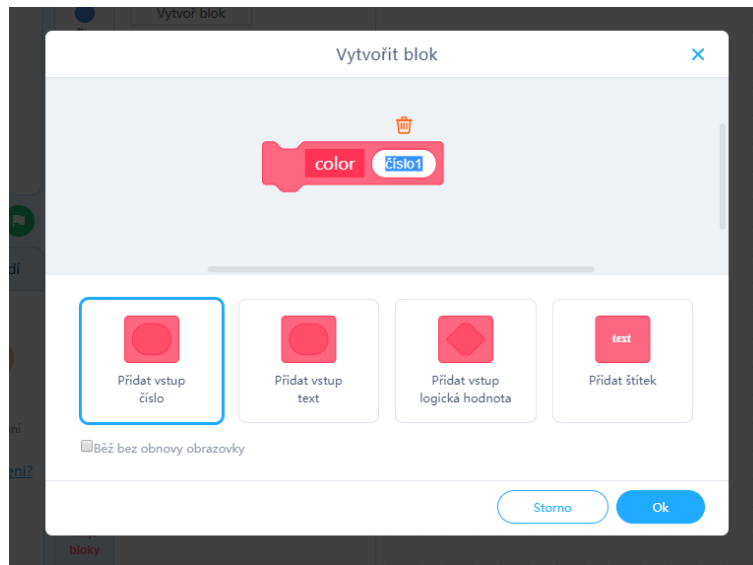 Vytvoř blok
Vytvořit blok
color číslo1
dí
Přidat vstup
číslo
Přidat vstup
text
Přidat vstup
logická hodnota
text
Přidat štítek
ení
Běž bez obnovy obrazovky
ení?
Storno
Ok
bloky